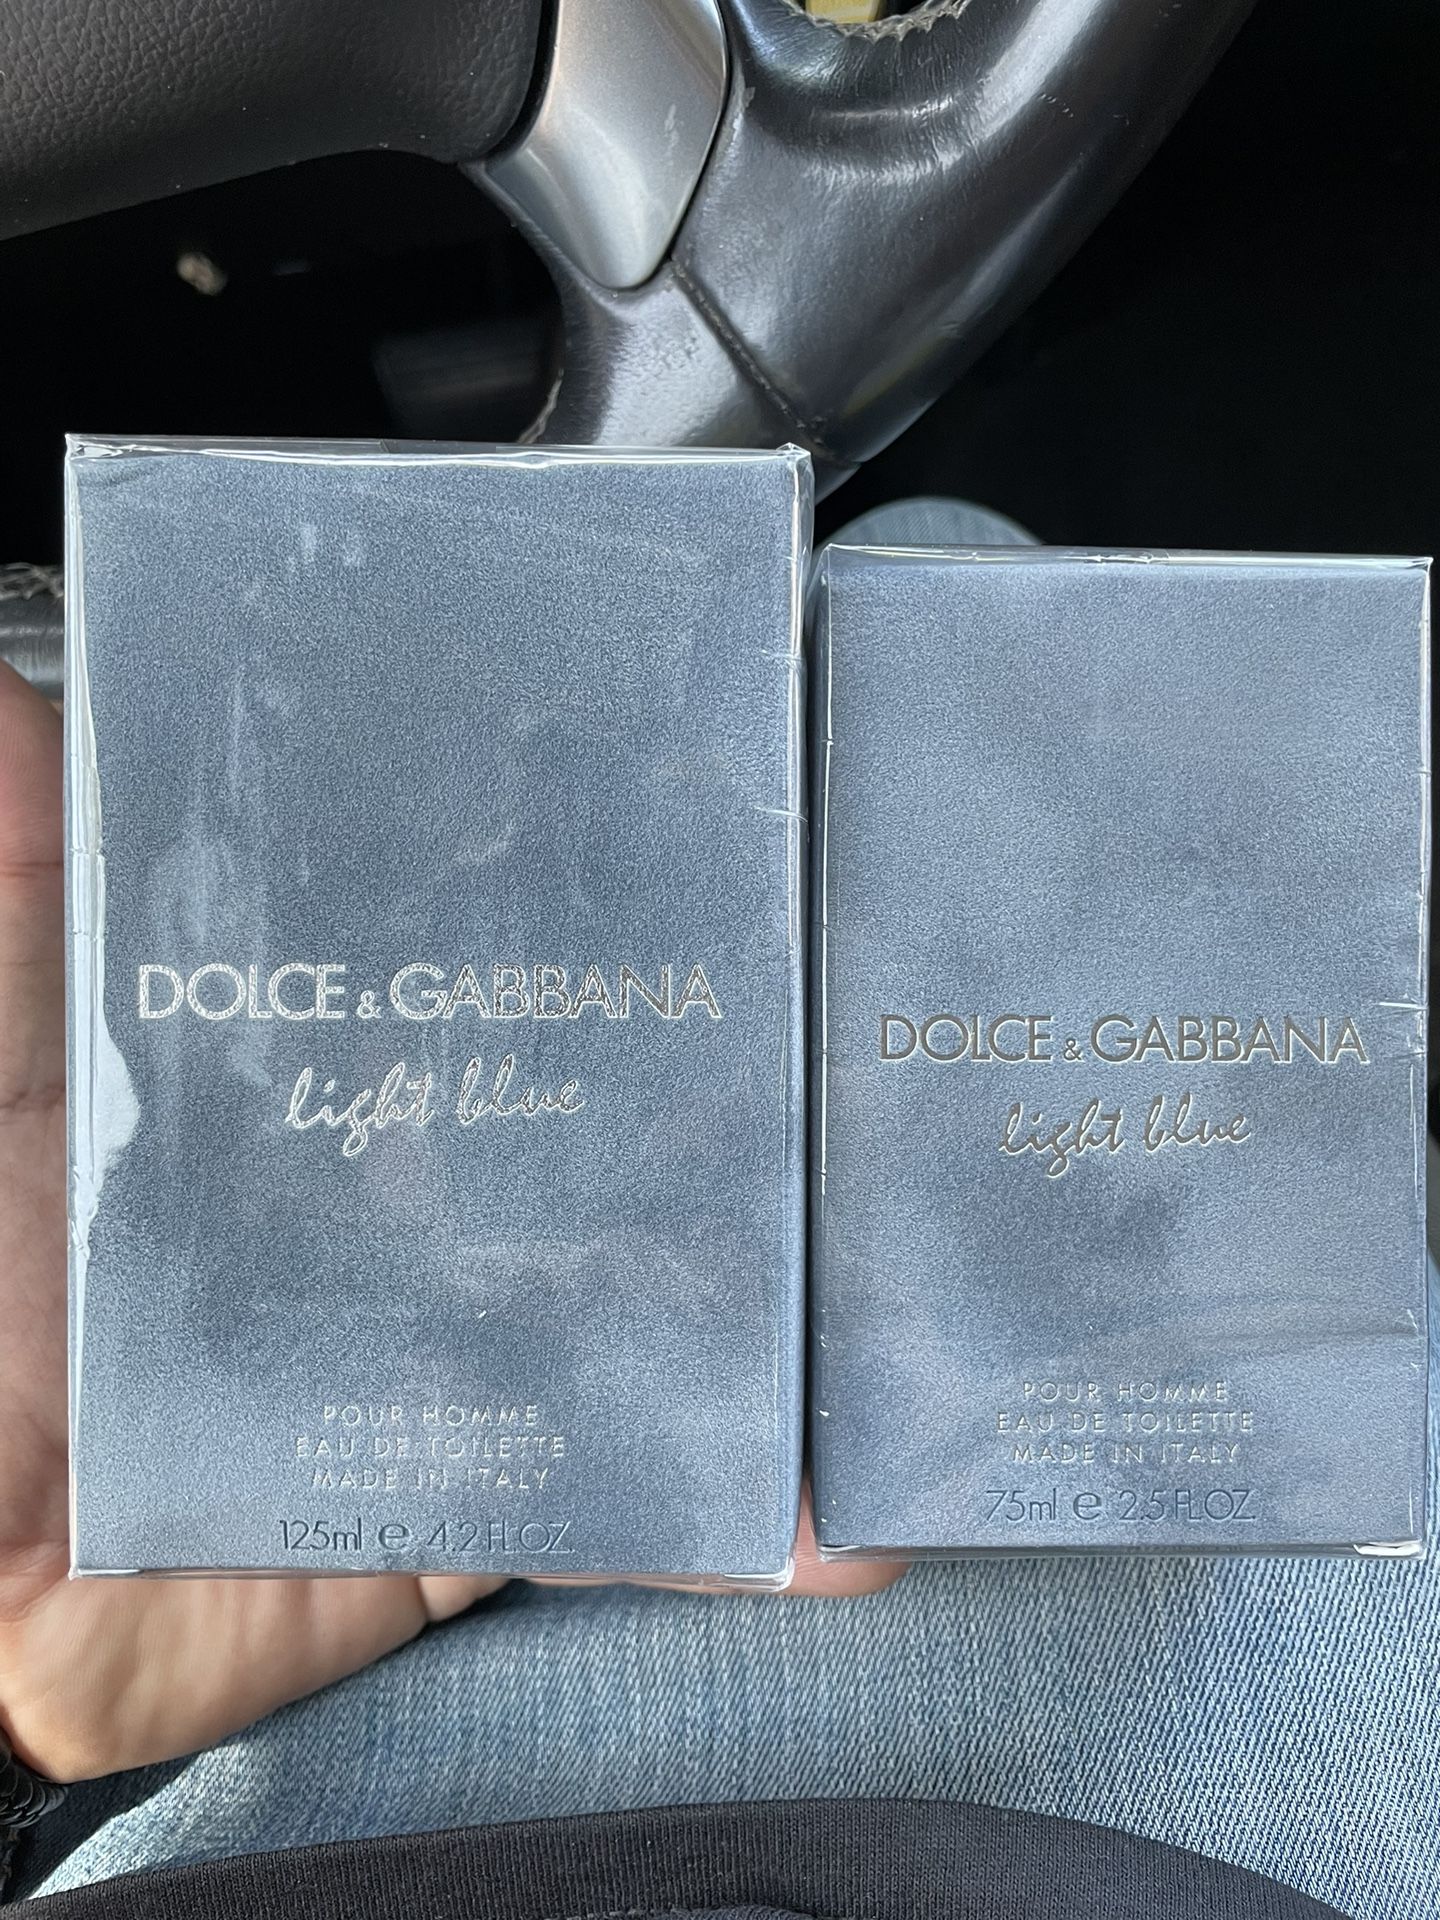 DOLCE & GABBANA
light blue
POUR HOMME
EAU DE TOILETTE
MADE IN ITALY
125ml e 4.2 FL.OZ.
DOLCE & GABBANA
light blue
POUR HOMME
EAU DE TOILETTE
MADE IN ITALY
75ml e 2.5 FL.OZ.